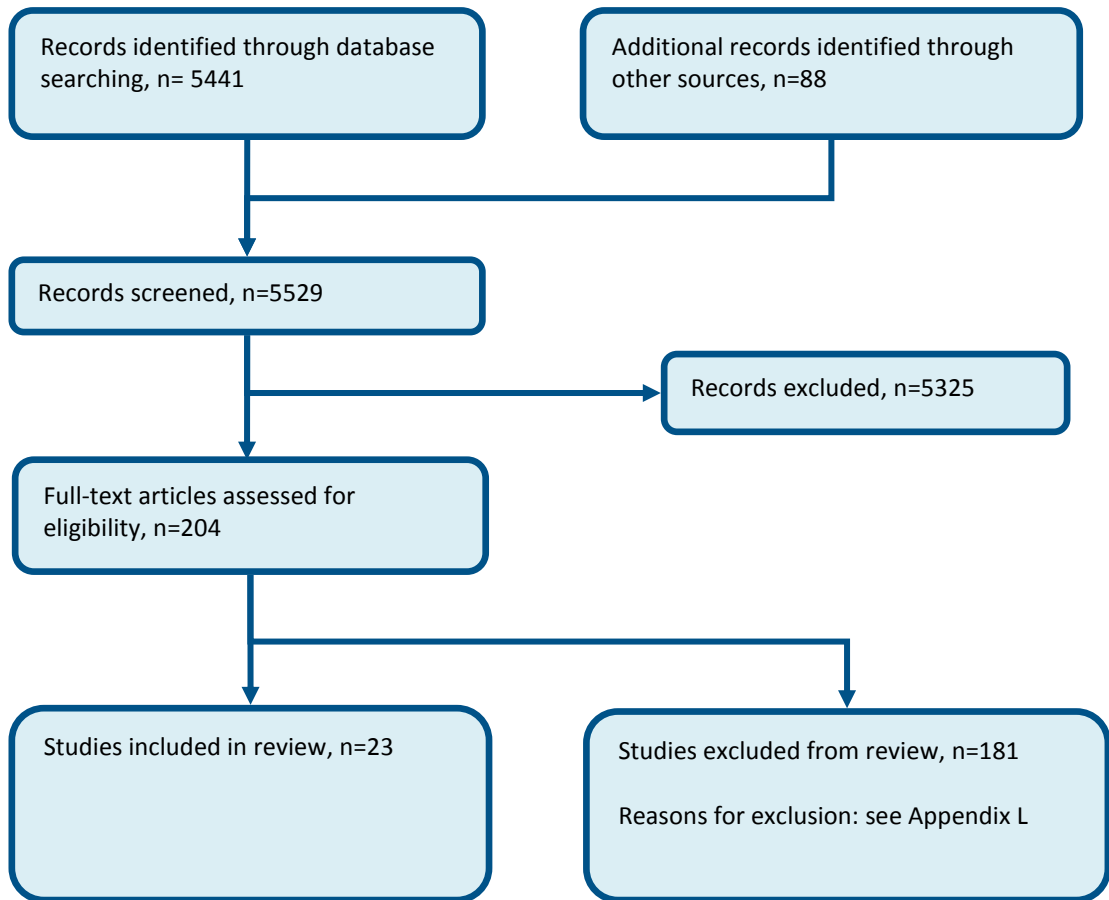 Records identified through database
searching, n= 5441
Additional records identified through
other sources, n=88
Records screened, n=5529
Records excluded, n=5325
Full-text articles assessed for
eligibility, n=204
Studies included in review, n=23
Studies excluded from review, n=181
Reasons for exclusion: see Appendix L